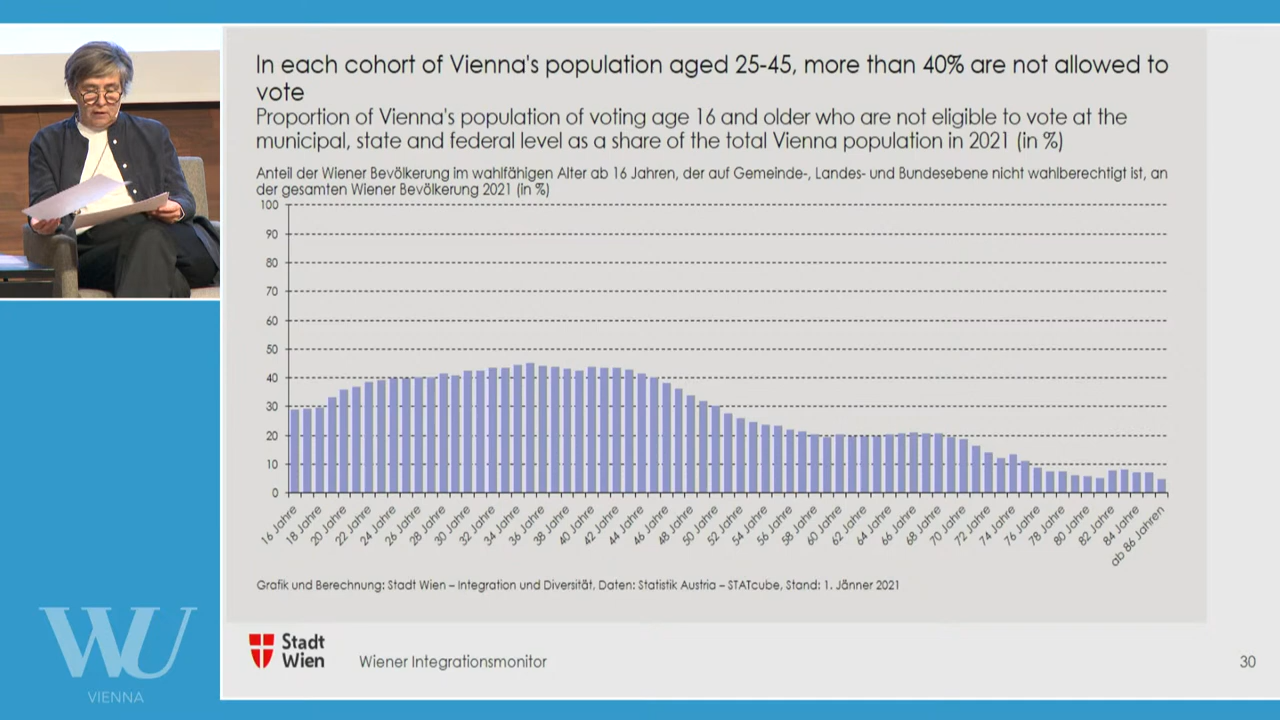 In each cohort of Vienna's population aged 25-45, more than 40% are not allowed to
vote
Proportion of Vienna's population of voting age 16 and older who are not eligible to vote at the
municipal, state and federal level as a share of the total Vienna population in 2021 (in %)
Anteil der Wiener Bevölkerung im wahlfähigen Alter ab 16 Jahren, der auf Gemeinde-, Landes- und Bundesebene nicht wahlberechtigt ist, an
der gesamten Wiener Bevölkerung 2021 (in %)
100
90
80
70
60
50
40
30
20
10
0
16 Jahre
18 Jahre
20 Jahre
22 Jahre
24 Jahre
26 Jahre
28 Jahre
30 Jahre
32 Jahre
34 Jahre
36 Jahre
38 Jahre
40 Jahre
42 Jahre
44 Jahre
46 Jahre
48 Jahre
50 Jahre
52 Jahre
54 Jahre
56 Jahre
58 Jahre
60 Jahre
62 Jahre
64 Jahre
66 Jahre
68 Jahre
70 Jahre
72 Jahre
74 Jahre
76 Jahre
78 Jahre
80 Jahre
82 Jahre
84 Jahre
ab 86 Jahren
Grafik und Berechnung: Stadt Wien – Integration und Diversität, Daten: Statistik Austria – STATcube, Stand: 1. Jänner 2021
Stadt
Wien
Wiener Integrationsmonitor
30
WU
VIENNA